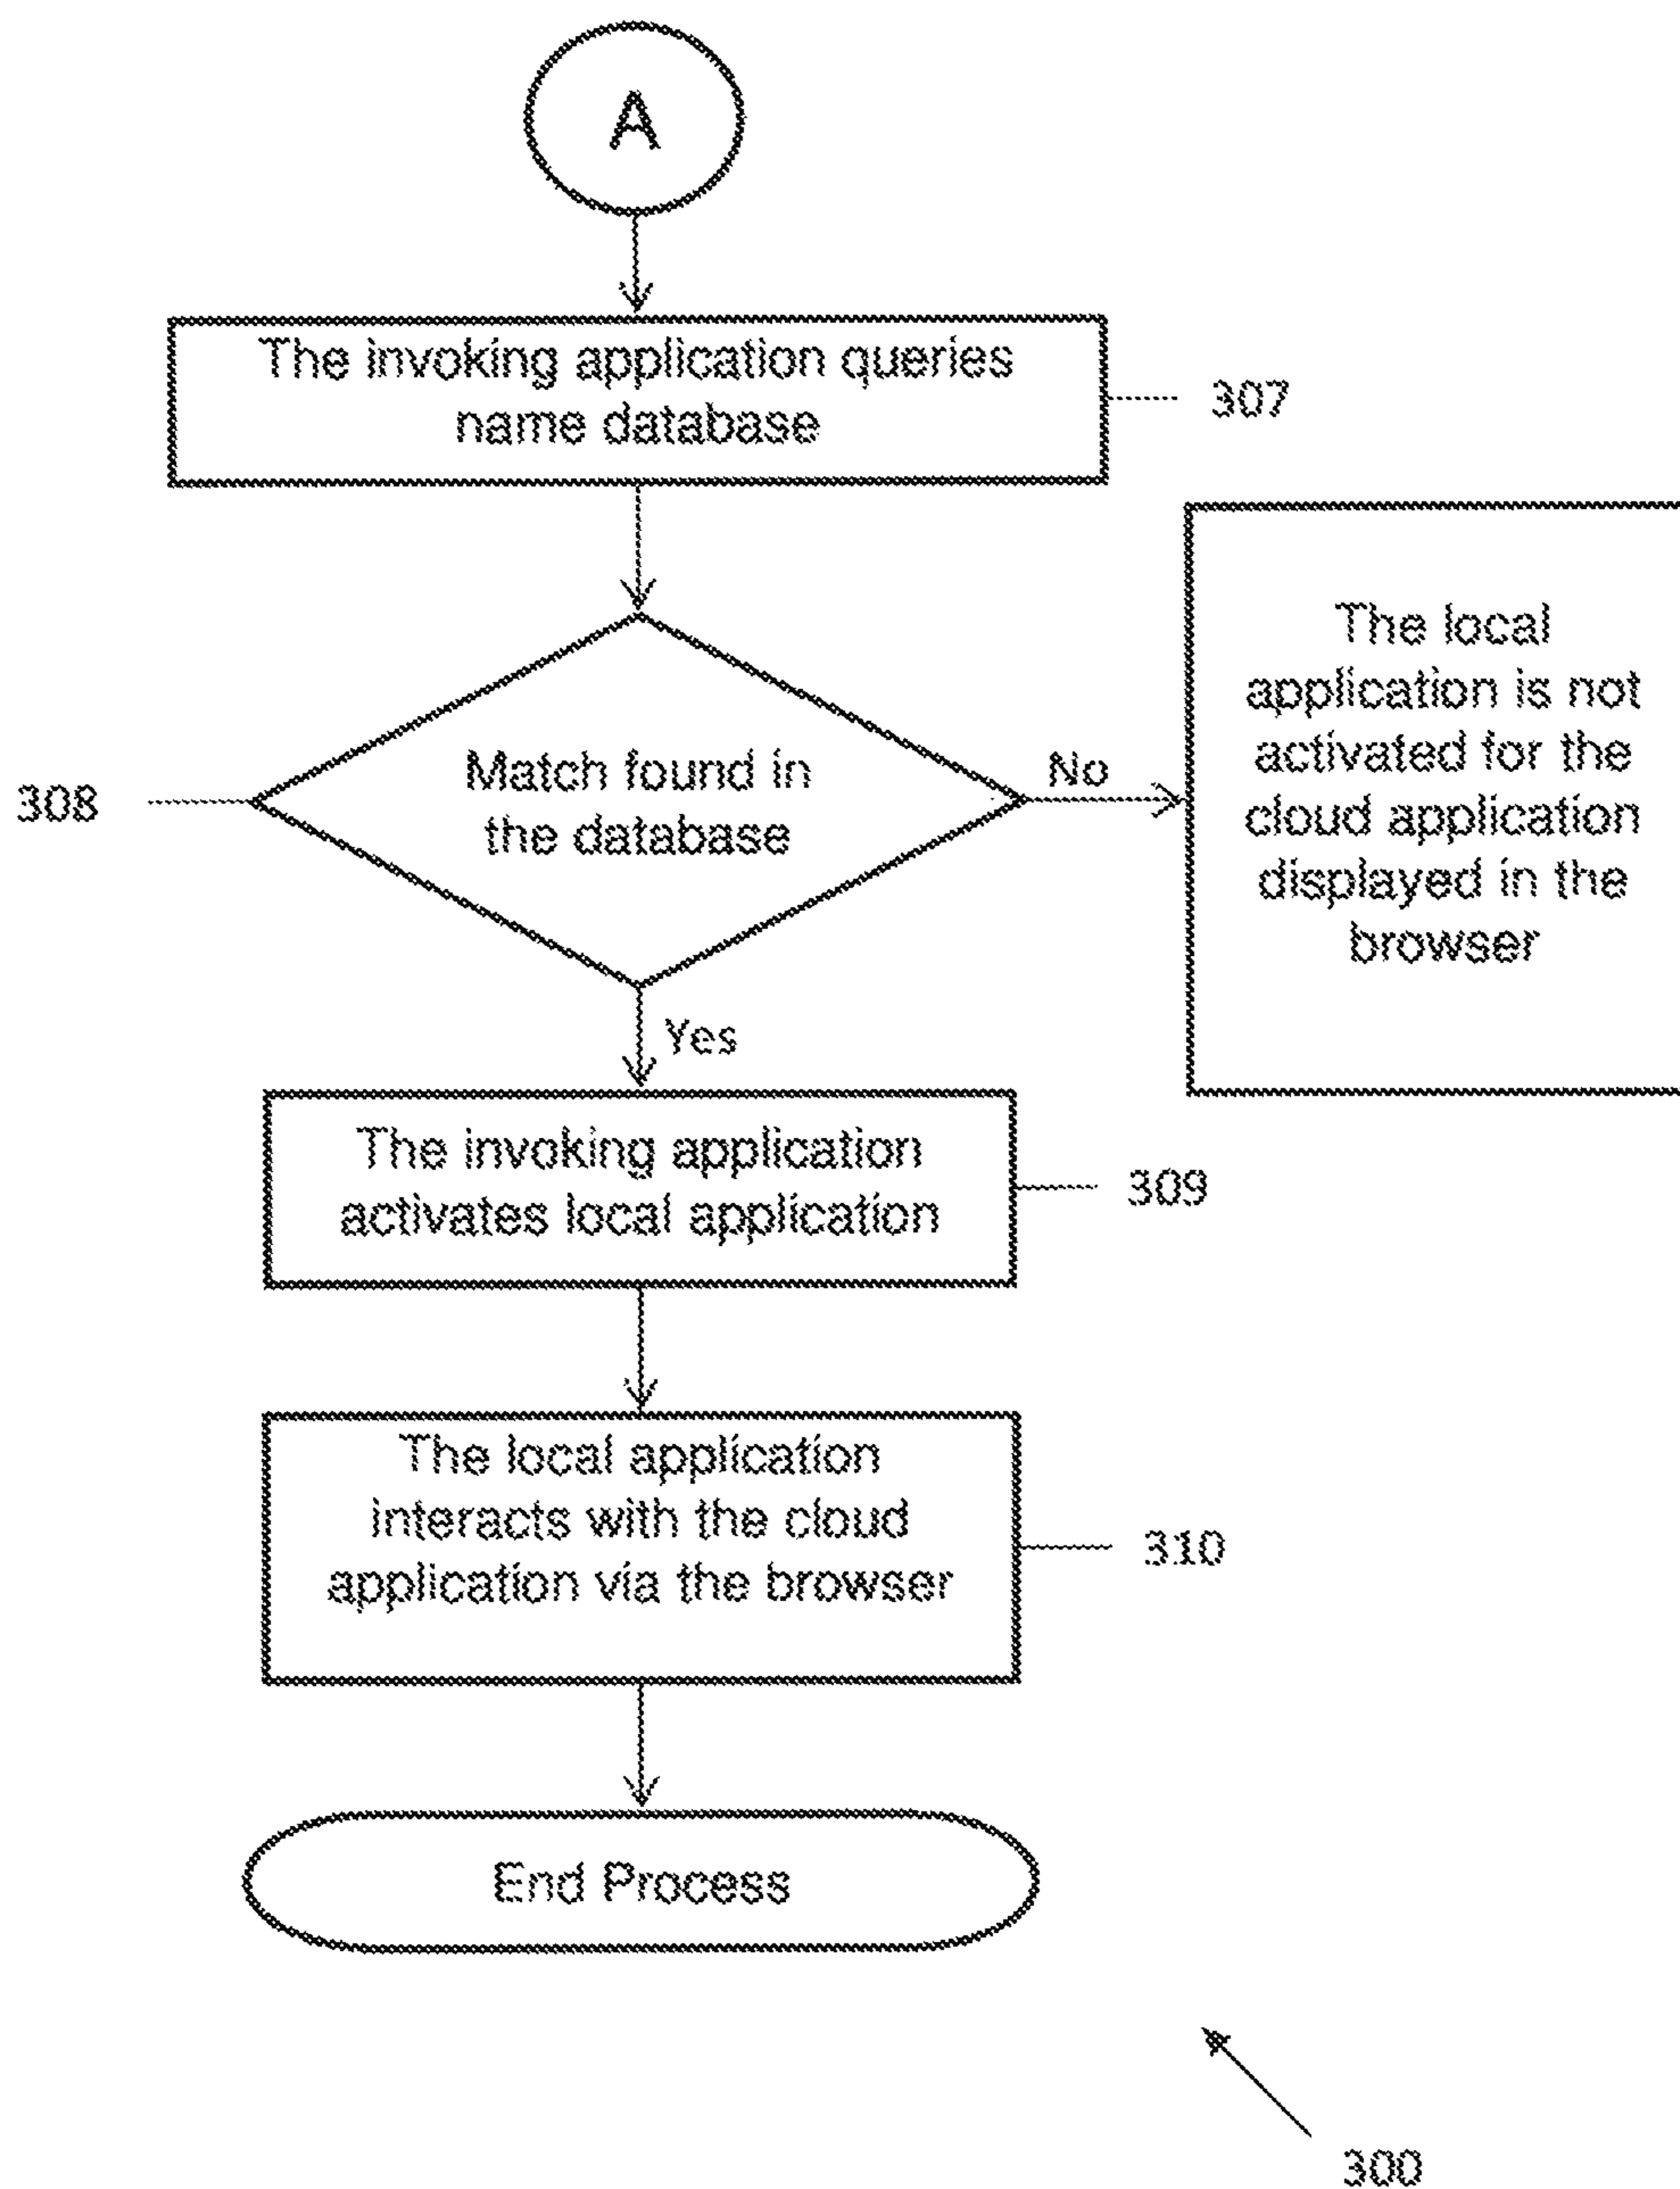 A
The invoking application queries
name database
307
308
Match found in
the database
No
The local
application is not
activated for the
cloud application
displayed in the
browser
Yes
The invoking application
activates local application
309
The local application
interacts with the cloud
application via the browser
310
End Process
300